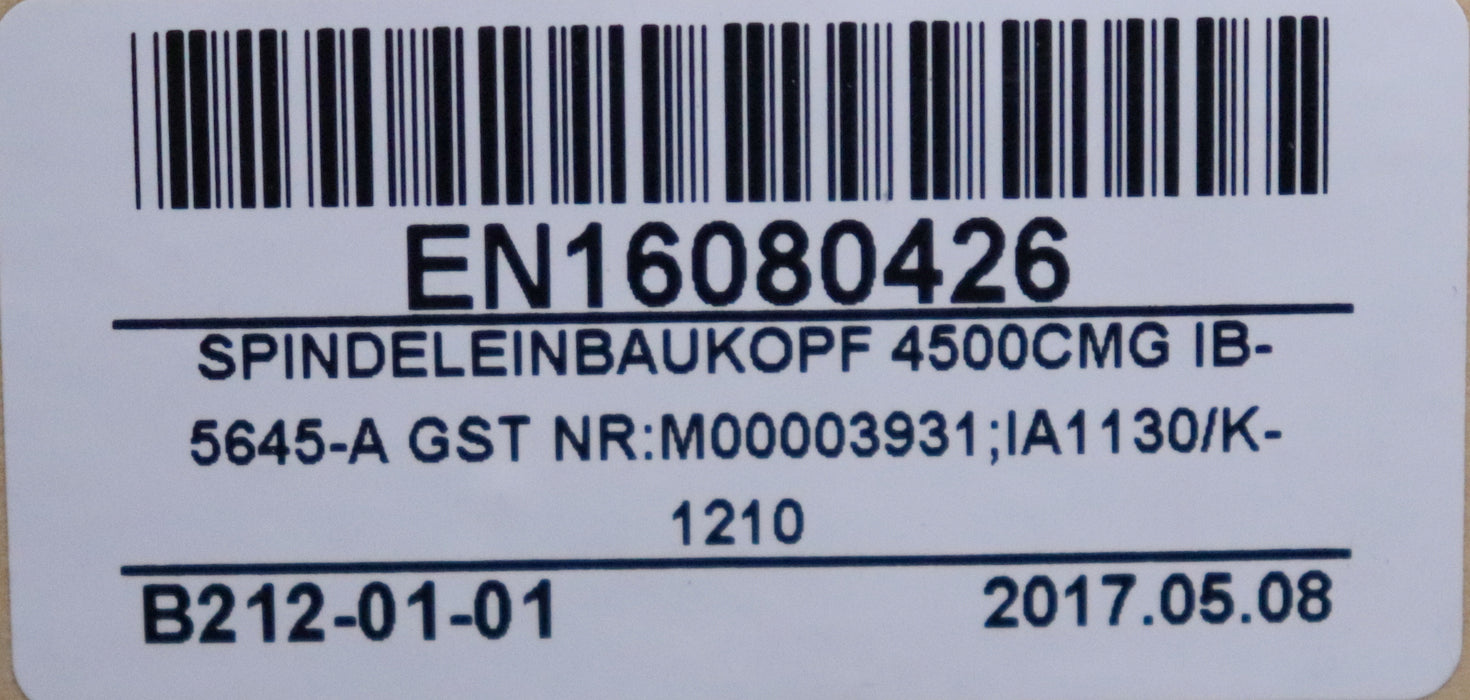 EN16080426
SPINDELEINBAUKOPF 4500CMG IB-
5645-A GST NR:M00003931;IA1130/K-
1210
B212-01-01 2017.05.08